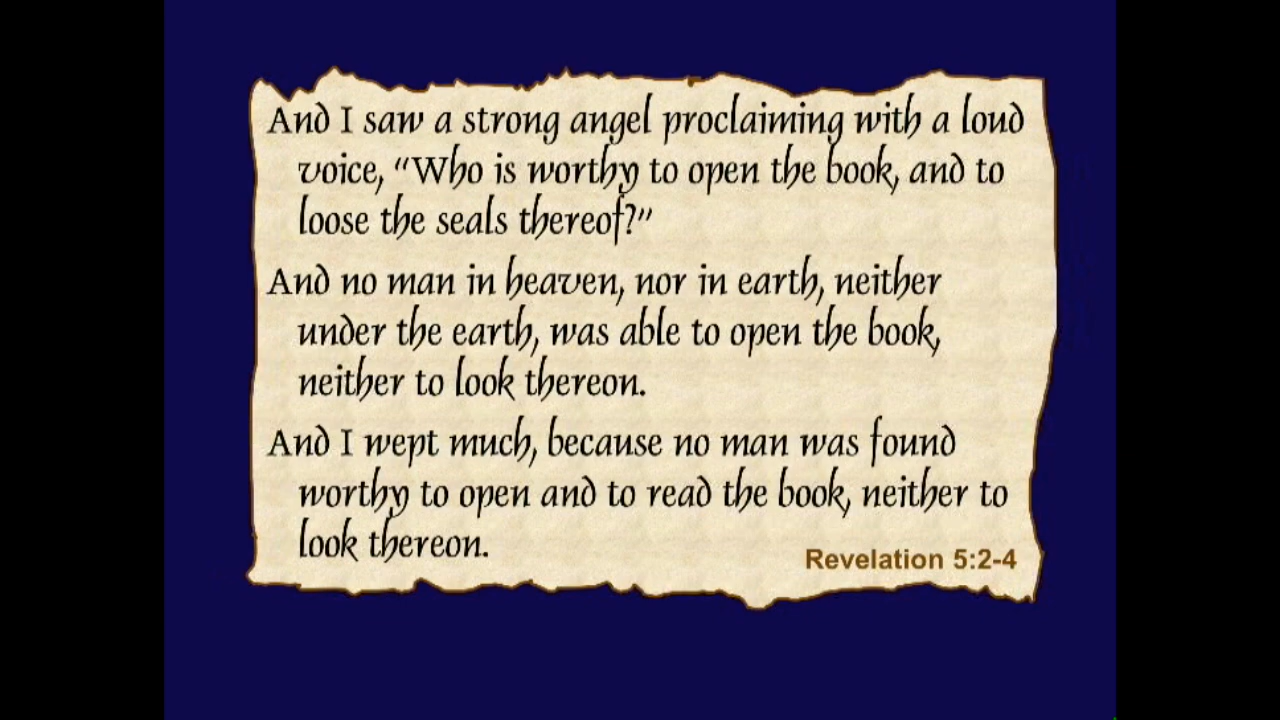 And I saw a strong angel proclaiming with a loud
voice, “Who is worthy to open the book, and to
loose the seals thereof?”
And no man in heaven, nor in earth, neither
under the earth, was able to open the book,
neither to look thereon.
And I wept much, because no man was found
worthy to open and to read the book, neither to
look thereon.
Revelation 5:2-4